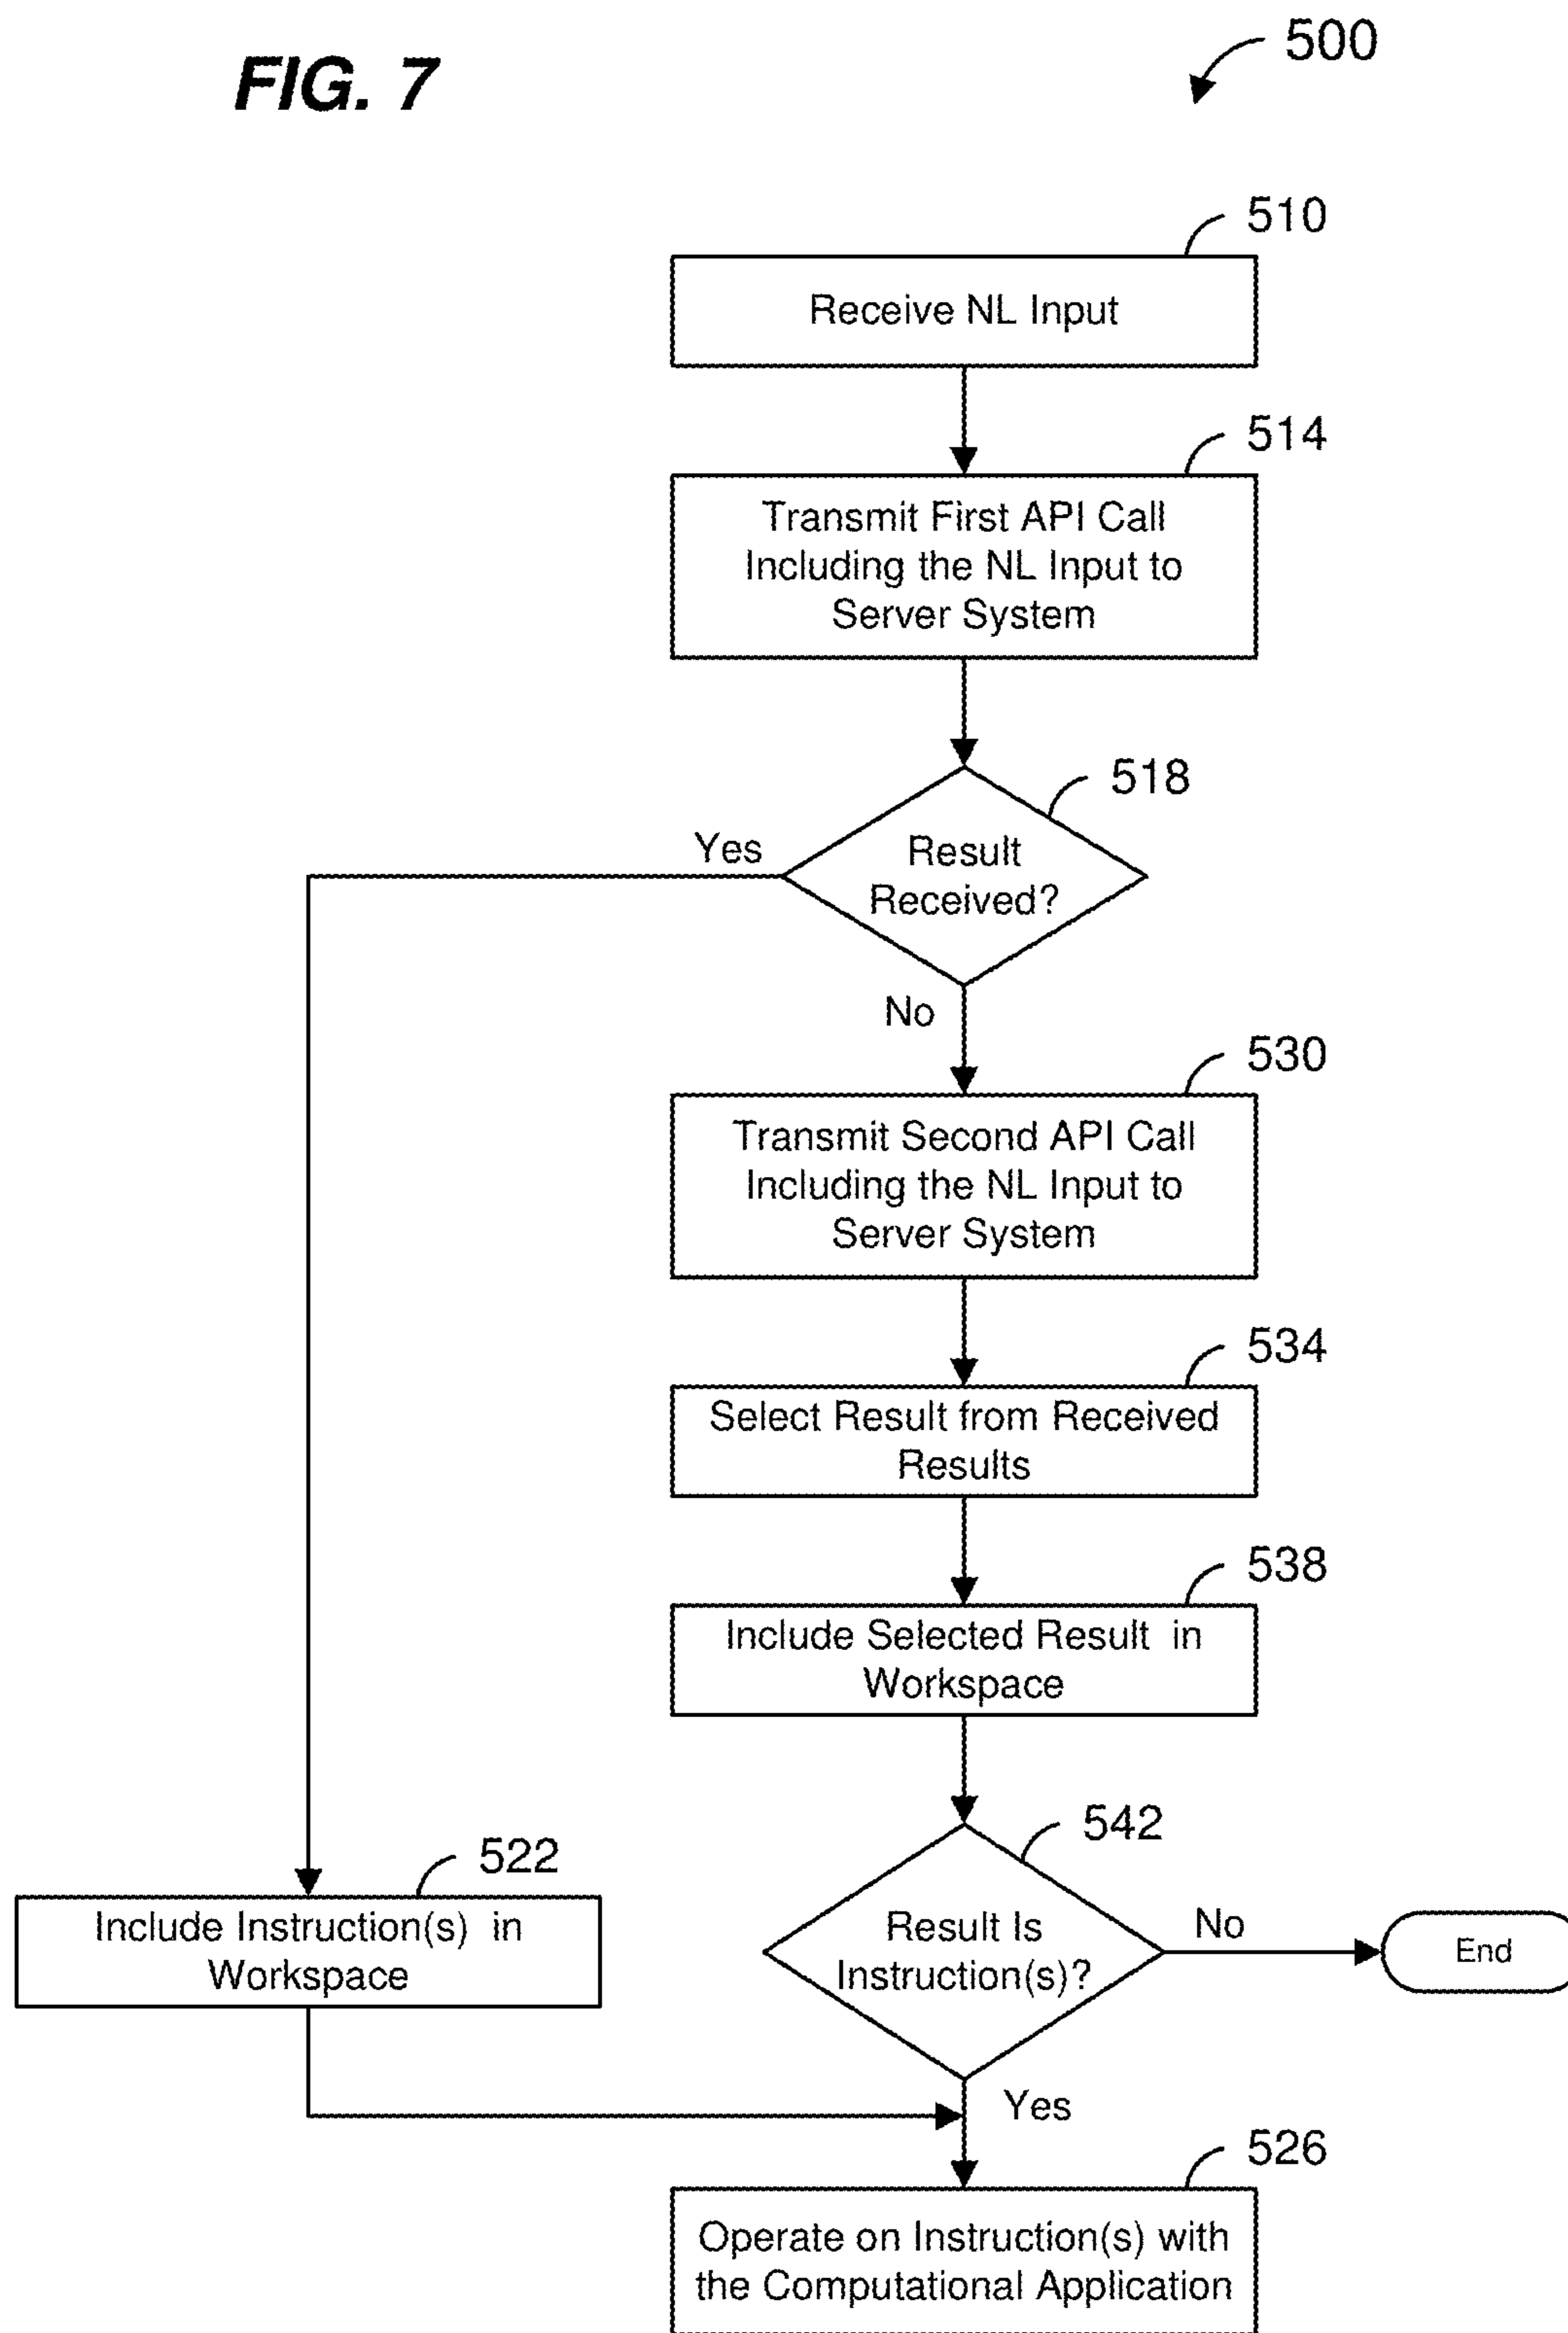 FIG. 7
500
510
Receive NL Input
514
Transmit First API Call
Including the NL Input to
Server System
518
Yes
Result
Received?
No
530
Transmit Second API Call
Including the NL Input to
Server System
534
Select Result from Received
Results
538
Include Selected Result in
Workspace
542
522
Include Instruction(s) in
Workspace
Result Is
Instruction(s)?
No
End
Yes
526
Operate on Instruction(s) with
the Computational Application